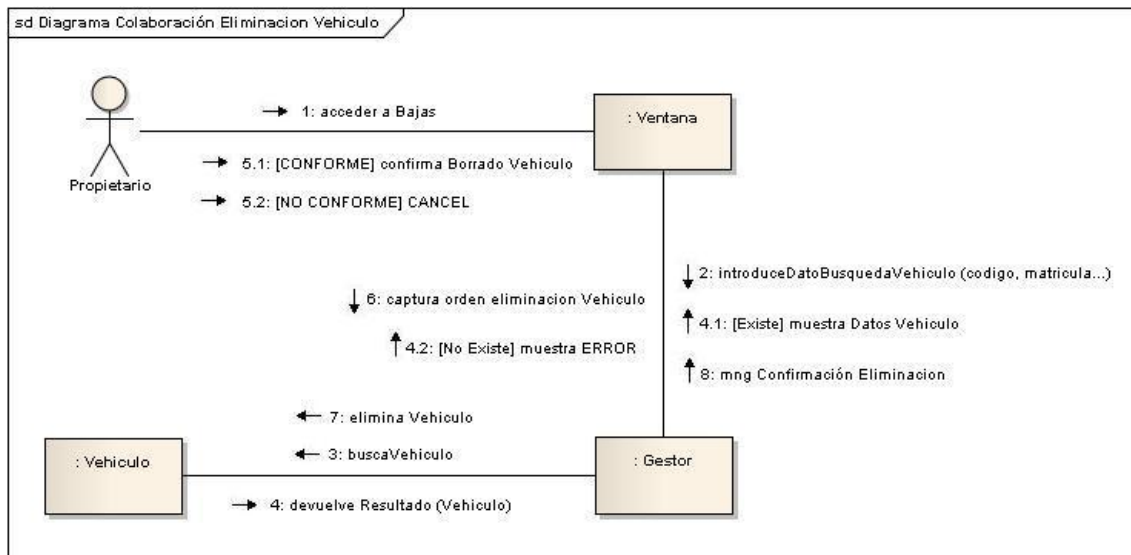 sd Diagrama Colaboración Eliminacion Vehiculo
1: acceder a Bajas
: Ventana
5.1: [CONFORME] confirma Borrado Vehiculo
Propietario
5.2: [NO CONFORME] CANCEL
2: introduceDatoBusquedaVehiculo (codigo, matricula...)
6: captura orden eliminacion Vehiculo
4.1: [Existe] muestra Datos Vehiculo
4.2: [No Existe] muestra ERROR
8: mng Confirmación Eliminacion
7: elimina Vehiculo
: Vehiculo
3: buscaVehiculo
: Gestor
4: devuelve Resultado (Vehiculo)